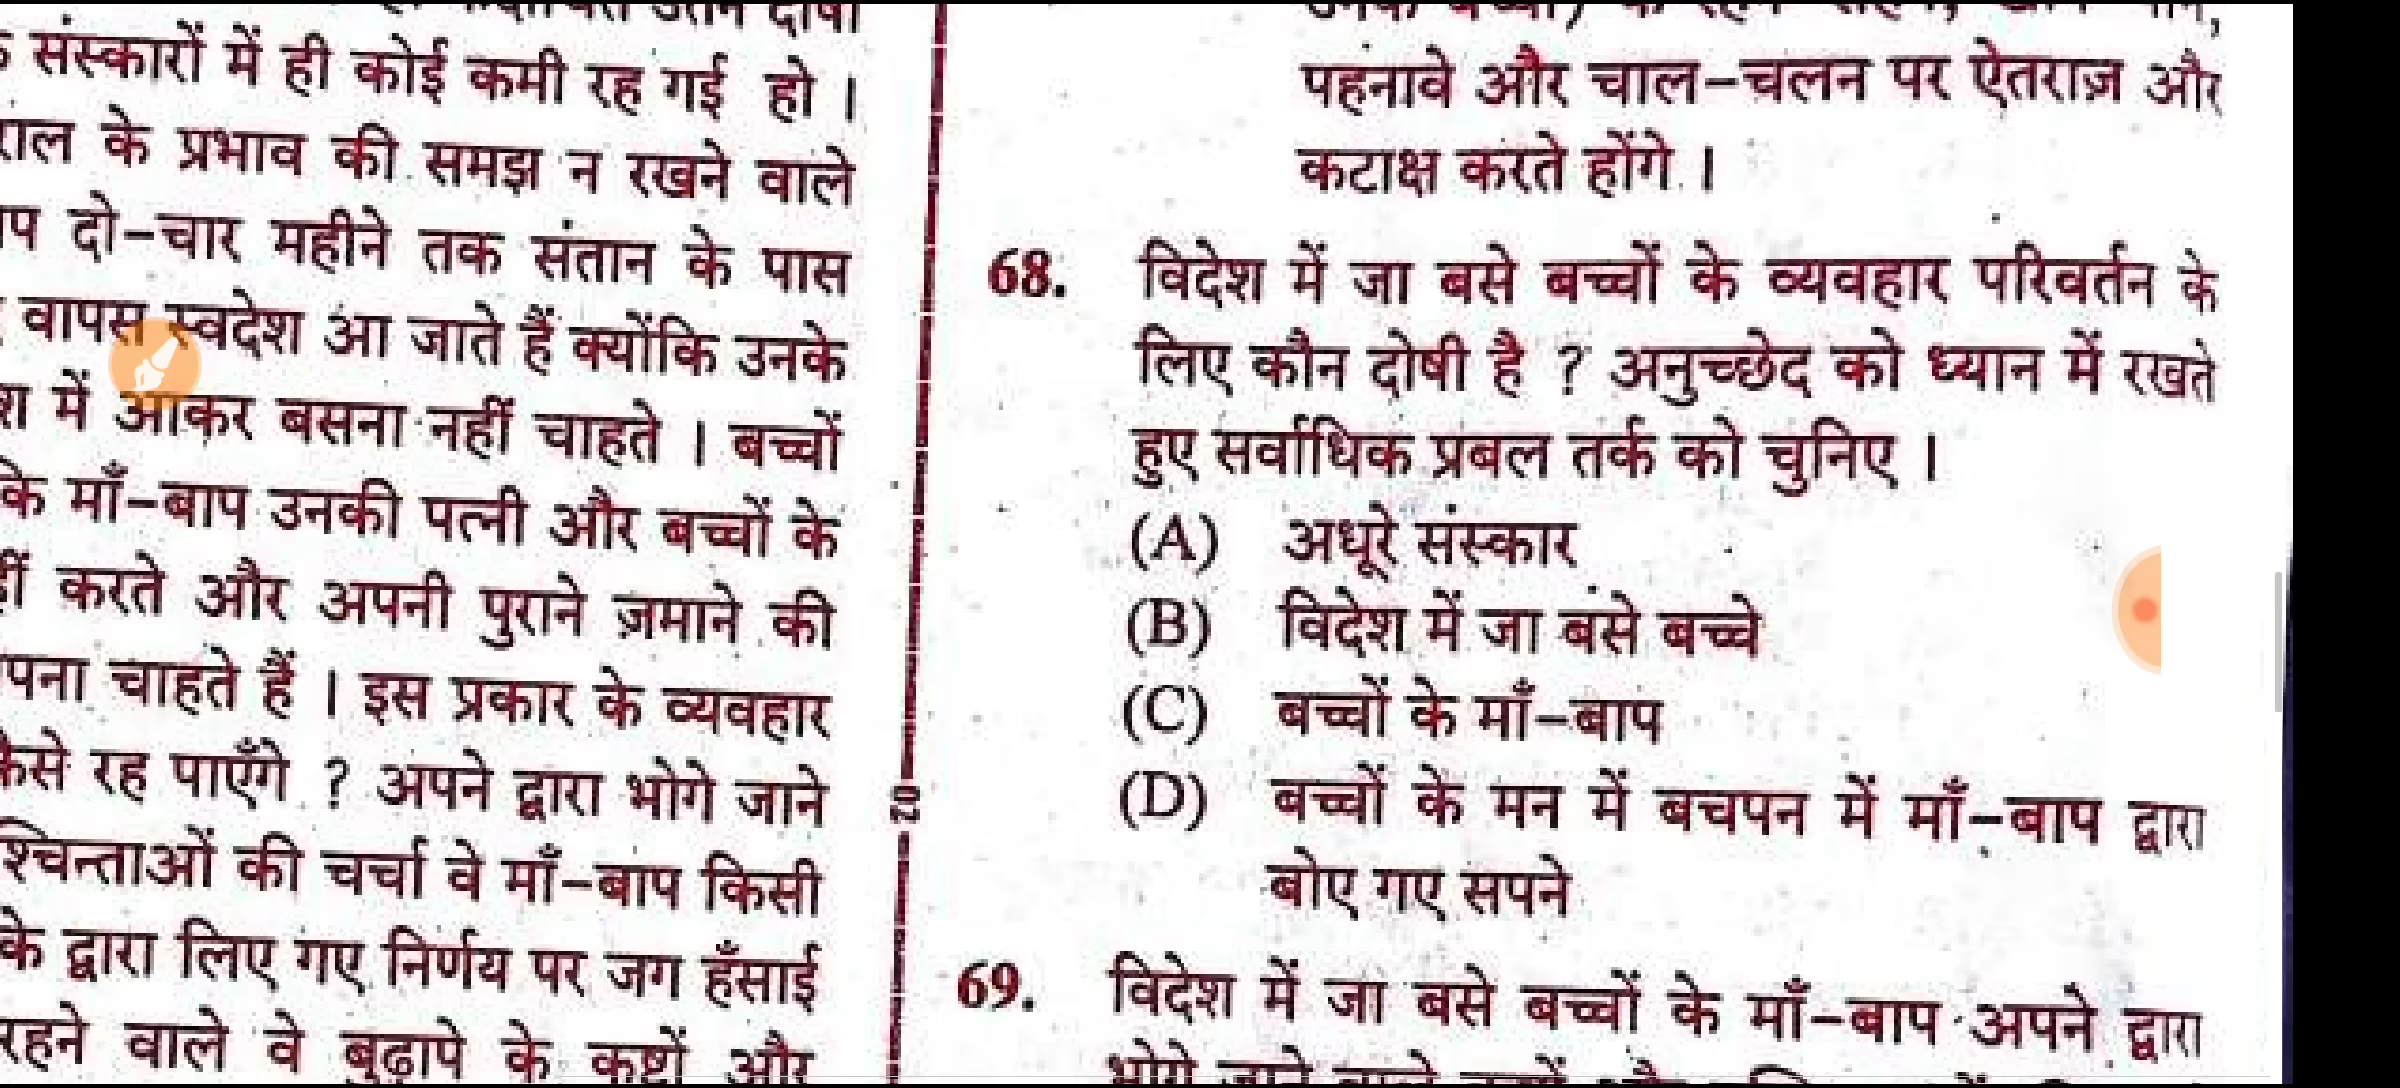 संस्कारों में ही कोई कमी रह गई हो ।
के प्रभाव की समझ न रखने वाले
दो-चार महीने तक संतान के पास
वापस स्वदेश आ जाते हैं क्योंकि उनके
में आकर बसना नहीं चाहते । बच्चों
माँ-बाप उनकी पत्नी और बच्चों के
करते और अपनी पुराने ज़माने की
चाहते हैं । इस प्रकार के व्यवहार
कैसे रह पाएँगे ? अपने द्वारा भोगे जाने
की चर्चा वे माँ-बाप किसी
के द्वारा लिए गए निर्णय पर जग हँसाई
रहने वाले वे बुढ़ापे के कष्टों और
पहनावे और चाल-चलन पर ऐतराज़ और
कटाक्ष करते होंगे ।
68. विदेश में जा बसे बच्चों के व्यवहार परिवर्तन के
लिए कौन दोषी है ? अनुच्छेद को ध्यान में रखते
हुए सर्वाधिक प्रबल तर्क को चुनिए ।
(A) अधूरे संस्कार
(B) विदेश में जा बसे बच्चे
(C) बच्चों के माँ-बाप
(D) बच्चों के मन में बचपन में माँ-बाप द्वारा
बोए गए सपने
69. विदेश में जा बसे बच्चों के माँ-बाप अपने द्वारा